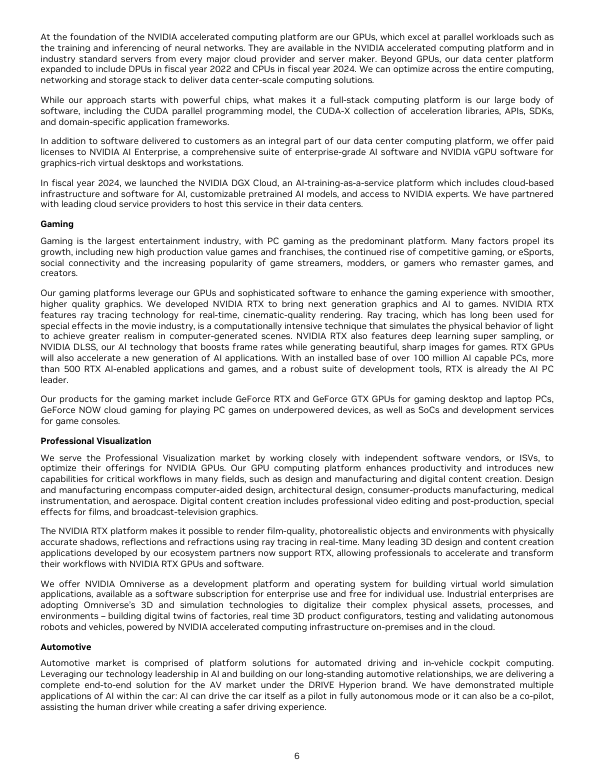 At the foundation of the NVIDIA accelerated computing platform are our GPUs, which excel at parallel workloads such as
the training and inferencing of neural networks. They are available in the NVIDIA accelerated computing platform and in
industry standard servers from every major cloud provider and server maker. Beyond GPUs, our data center platform
expanded to include DPUs in fiscal year 2022 and CPUs in fiscal year 2024. We can optimize across the entire computing,
networking and storage stack to deliver data center-scale computing solutions.
While our approach starts with powerful chips, what makes it a full-stack computing platform is our large body of
software, including the CUDA parallel programming model, the CUDA-X collection of acceleration libraries, APIs, SDKs,
and domain-specific application frameworks.
In addition to software delivered to customers as an integral part of our data center computing platform, we offer paid
licenses to NVIDIA AI Enterprise, a comprehensive suite of enterprise-grade AI software and NVIDIA vGPU software for
graphics-rich virtual desktops and workstations.
In fiscal year 2024, we launched the NVIDIA DGX Cloud, an AI-training-as-a-service platform which includes cloud-based
infrastructure and software for AI, customizable pretrained AI models, and access to NVIDIA experts. We have partnered
with leading cloud service providers to host this service in their data centers.
Gaming
Gaming is the largest entertainment industry, with PC gaming as the predominant platform. Many factors propel its
growth, including new high production value games and franchises, the continued rise of competitive gaming, or eSports,
social connectivity and the increasing popularity of game streamers, modders, or gamers who remaster games, and
creators.
Our gaming platforms leverage our GPUs and sophisticated software to enhance the gaming experience with smoother,
higher quality graphics. We developed NVIDIA RTX to bring next generation graphics and AI to games. NVIDIA RTX
features ray tracing technology for real-time, cinematic-quality rendering. Ray tracing, which has long been used for
special effects in the movie industry, is a computationally intensive technique that simulates the physical behavior of light
to achieve greater realism in computer-generated scenes. NVIDIA RTX also features deep learning super sampling, or
NVIDIA DLSS, our AI technology that boosts frame rates while generating beautiful, sharp images for games. RTX GPUs
will also accelerate a new generation of AI applications. With an installed base of over 100 million AI capable PCs, more
than 500 RTX AI-enabled applications and games, and a robust suite of development tools, RTX is already the AI PC
leader.
Our products for the gaming market include GeForce RTX and GeForce GTX GPUs for gaming desktop and laptop PCs,
GeForce NOW cloud gaming for playing PC games on underpowered devices, as well as SoCs and development services
for game consoles.
Professional Visualization
We serve the Professional Visualization market by working closely with independent software vendors, or ISVs, to
optimize their offerings for NVIDIA GPUs. Our GPU computing platform enhances productivity and introduces new
capabilities for critical workflows in many fields, such as design and manufacturing and digital content creation. Design
and manufacturing encompass computer-aided design, architectural design, consumer-products manufacturing, medical
instrumentation, and aerospace. Digital content creation includes professional video editing and post-production, special
effects for films, and broadcast-television graphics.
The NVIDIA RTX platform makes it possible to render film-quality, photorealistic objects and environments with physically
accurate shadows, reflections and refractions using ray tracing in real-time. Many leading 3D design and content creation
applications developed by our ecosystem partners now support RTX, allowing professionals to accelerate and transform
their workflows with NVIDIA RTX GPUs and software.
We offer NVIDIA Omniverse as a development platform and operating system for building virtual world simulation
applications, available as a software subscription for enterprise use and free for individual use. Industrial enterprises are
adopting Omniverse's 3D and simulation technologies to digitalize their complex physical assets, processes, and
environments – building digital twins of factories, real time 3D product configurators, testing and validating autonomous
robots and vehicles, powered by NVIDIA accelerated computing infrastructure on-premises and in the cloud.
Automotive
Automotive market is comprised of platform solutions for automated driving and in-vehicle cockpit computing.
Leveraging our technology leadership in AI and building on our long-standing automotive relationships, we are delivering a
complete end-to-end solution for the AV market under the DRIVE Hyperion brand. We have demonstrated multiple
applications of AI within the car: AI can drive the car itself as a pilot in fully autonomous mode or it can also be a co-pilot,
assisting the human driver while creating a safer driving experience.
6